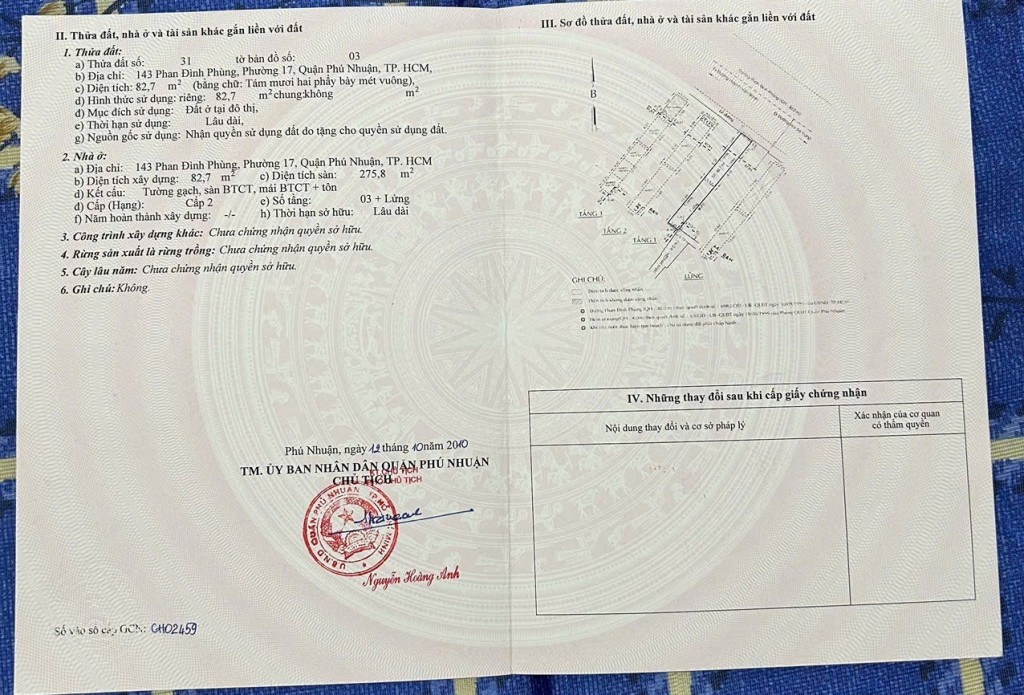 II. Thửa đất, nhà ở và tài sản khác gắn liền với đất
1. Thửa đất:
a) Thửa đất số: 31 tờ bản đồ số: 03
b) Địa chỉ: 143 Phan Đình Phùng, Phường 17, Quận Phú Nhuận, TP. HCM,
c) Diện tích: 82,7 m² (bằng chữ: Tám mươi hai phẩy bảy mét vuông),
d) Hình thức sử dụng: riêng: 82,7 m² chung:không m²
đ) Mục đích sử dụng: Đất ở tại đô thị,
e) Thời hạn sử dụng: Lâu dài,
g) Nguồn gốc sử dụng: Nhận quyền sử dụng đất do tặng cho quyền sử dụng đất.
2. Nhà ở:
a) Địa chỉ: 143 Phan Đình Phùng, Phường 17, Quận Phú Nhuận, TP. HCM
b) Diện tích xây dựng: 82,7 m² c) Diện tích sàn: 275,8 m²
d) Kết cấu: Tường gạch, sàn BTCT, mái BTCT + tôn
đ) Cấp (Hạng): Cấp 2 e) Số tầng: 03 + Lửng
f) Năm hoàn thành xây dựng: -/- h) Thời hạn sở hữu: Lâu dài
3. Công trình xây dựng khác: Chưa chứng nhận quyền sở hữu.
4. Rừng sản xuất là rừng trồng: Chưa chứng nhận quyền sở hữu.
5. Cây lâu năm: Chưa chứng nhận quyền sở hữu.
6. Ghi chú:Không.
Phú Nhuận, ngày 12 tháng 10 năm 2010
TM. ỦY BAN NHÂN DÂN QUẬN PHÚ NHUẬN
KT.CHỦ TỊCH
CHỦ TỊCH
PHÓ CHỦ TỊCH
U.B.N.D QUẬN PHÚ NHUẬN T.P HỒ CHÍ MINH
Nguyễn Hoàng Anh
Số vào sổ cấp GCN: CH02459
III. Sơ đồ thửa đất, nhà ở và tài sản khác gắn liền với đất
B
TẦNG 1
TẦNG 2
TẦNG 1
LỬNG
GHI CHÚ:
IV. Những thay đổi sau khi cấp giấy chứng nhận
Nội dung thay đổi và cơ sở pháp lý
Xác nhận của cơ quan
có thẩm quyền